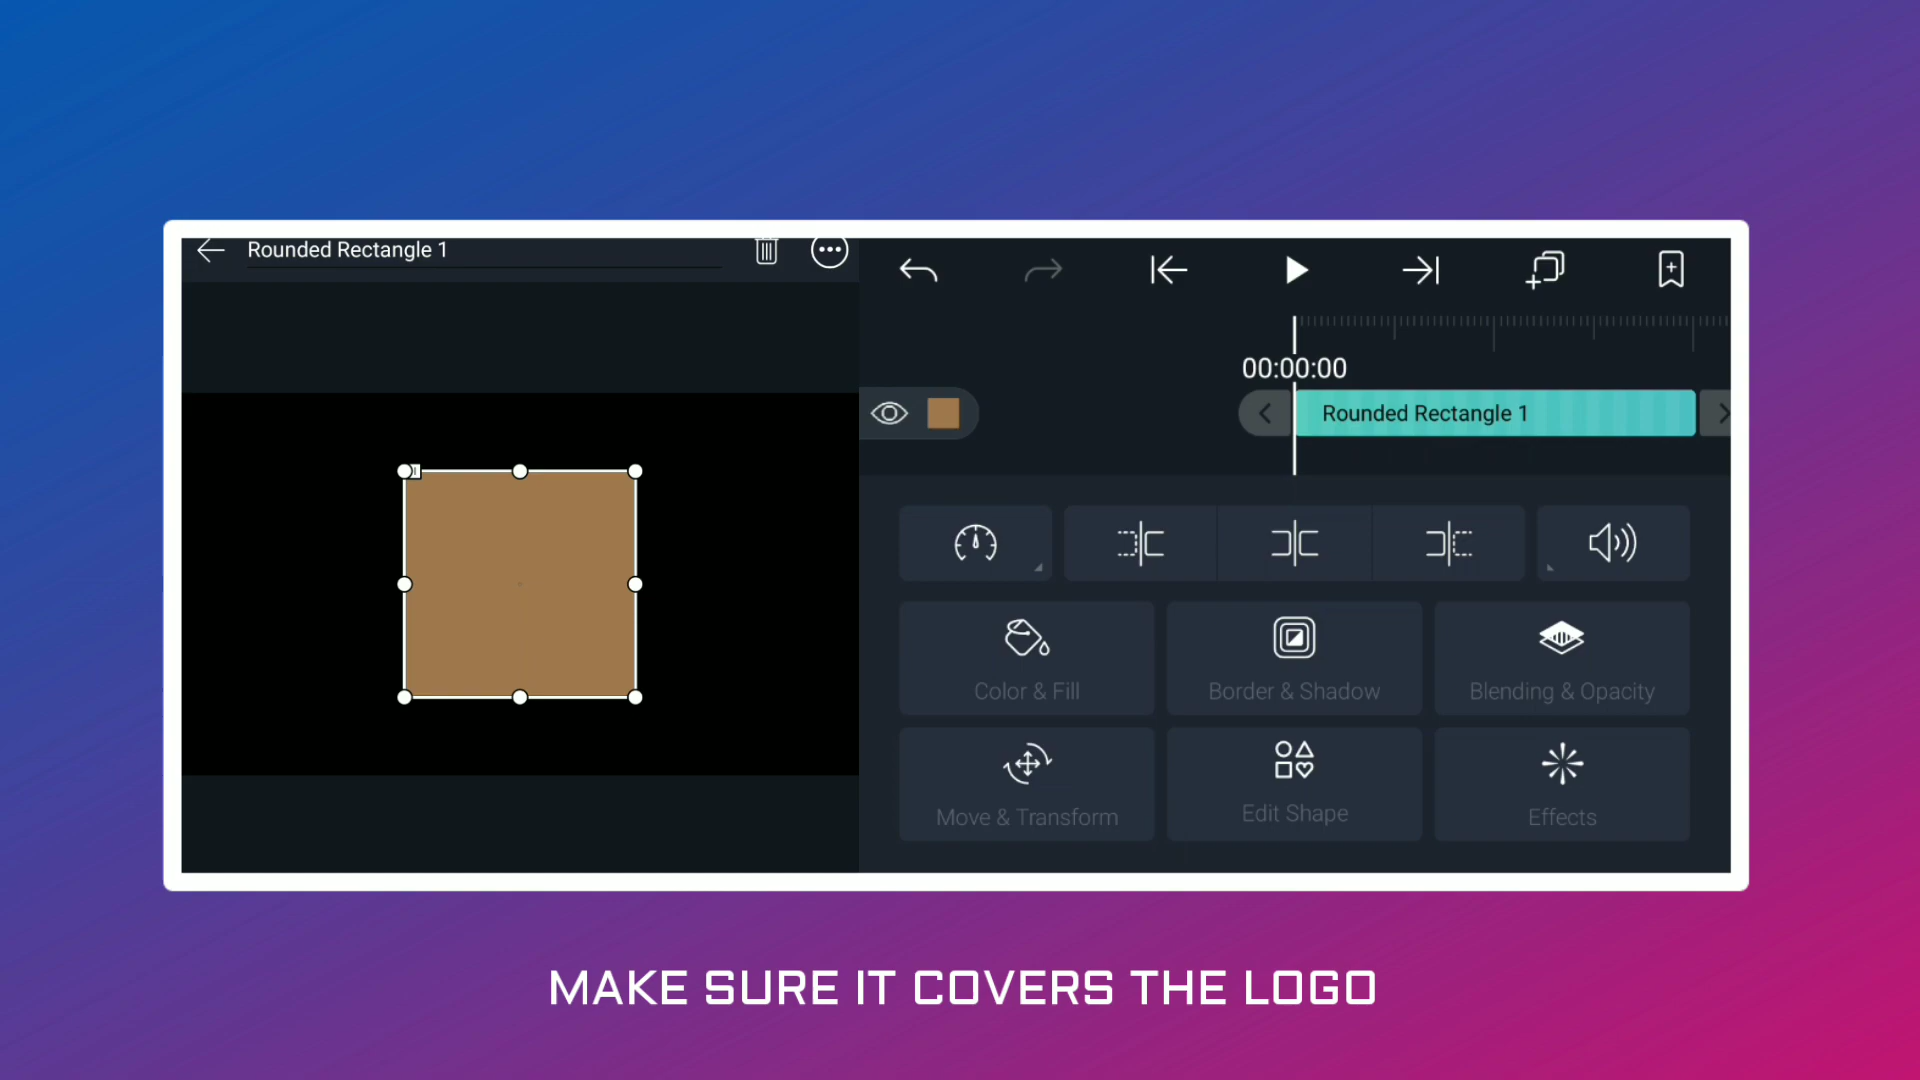 Rounded Rectangle 1
00:00:00
Rounded Rectangle 1
Color & Fill
Border & Shadow
Blending & Opacity
Move & Transform
Edit Shape
Effects
MAKE SURE IT COVERS THE LOGO